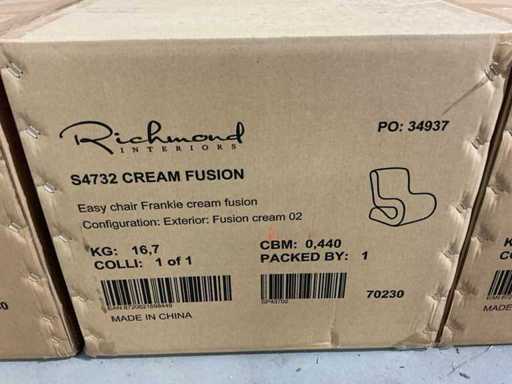 Richmond
INTERIORS
PO: 34937
S4732 CREAM FUSION
Easy chair Frankie cream fusion
Configuration: Exterior: Fusion cream 02
KG: 16,7
CBM: 0,440
COLLI: 1 of 1
PACKED BY: 1
70230
MADE IN CHINA